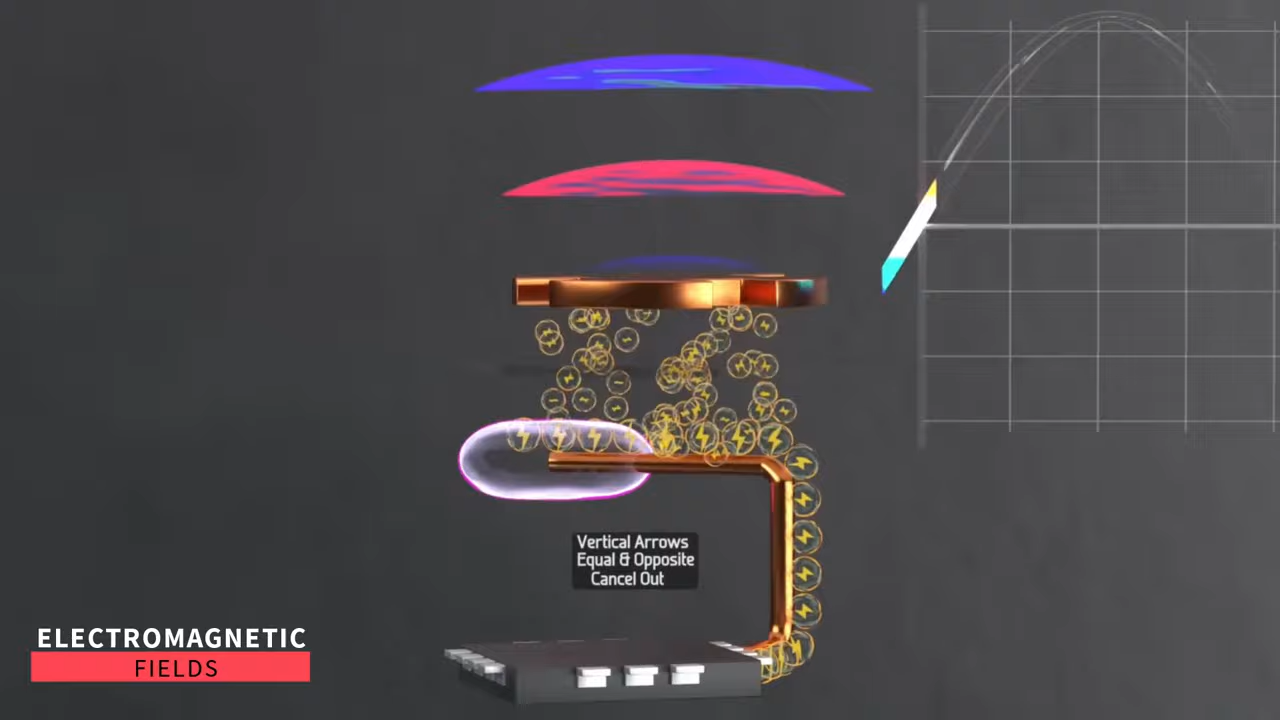 Vertical Arrows
Equal & Opposite
Cancel Out
ELECTROMAGNETIC
FIELDS